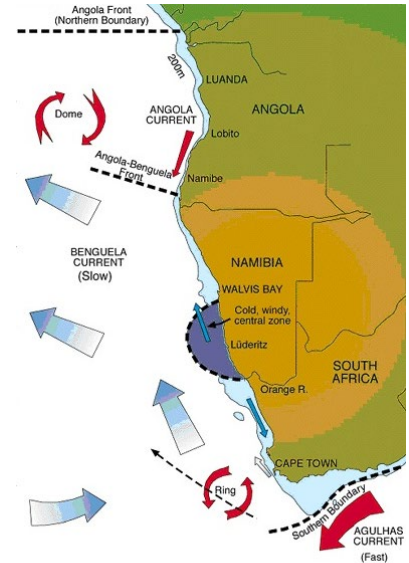 Angola Front
(Northern Boundary)
200m
LUANDA
Dome
ANGOLA
CURRENT
ANGOLA
Lobito
Angola-Benguela
Front
Namibe
BENGUELA
CURRENT
(Slow)
NAMIBIA
WALVIS BAY
Cold, windy,
central zone
Lüderitz
SOUTH
AFRICA
Orange R.
CAPE TOWN
Ring
Southern Boundary
AGULHAS
CURRENT
(Fast)